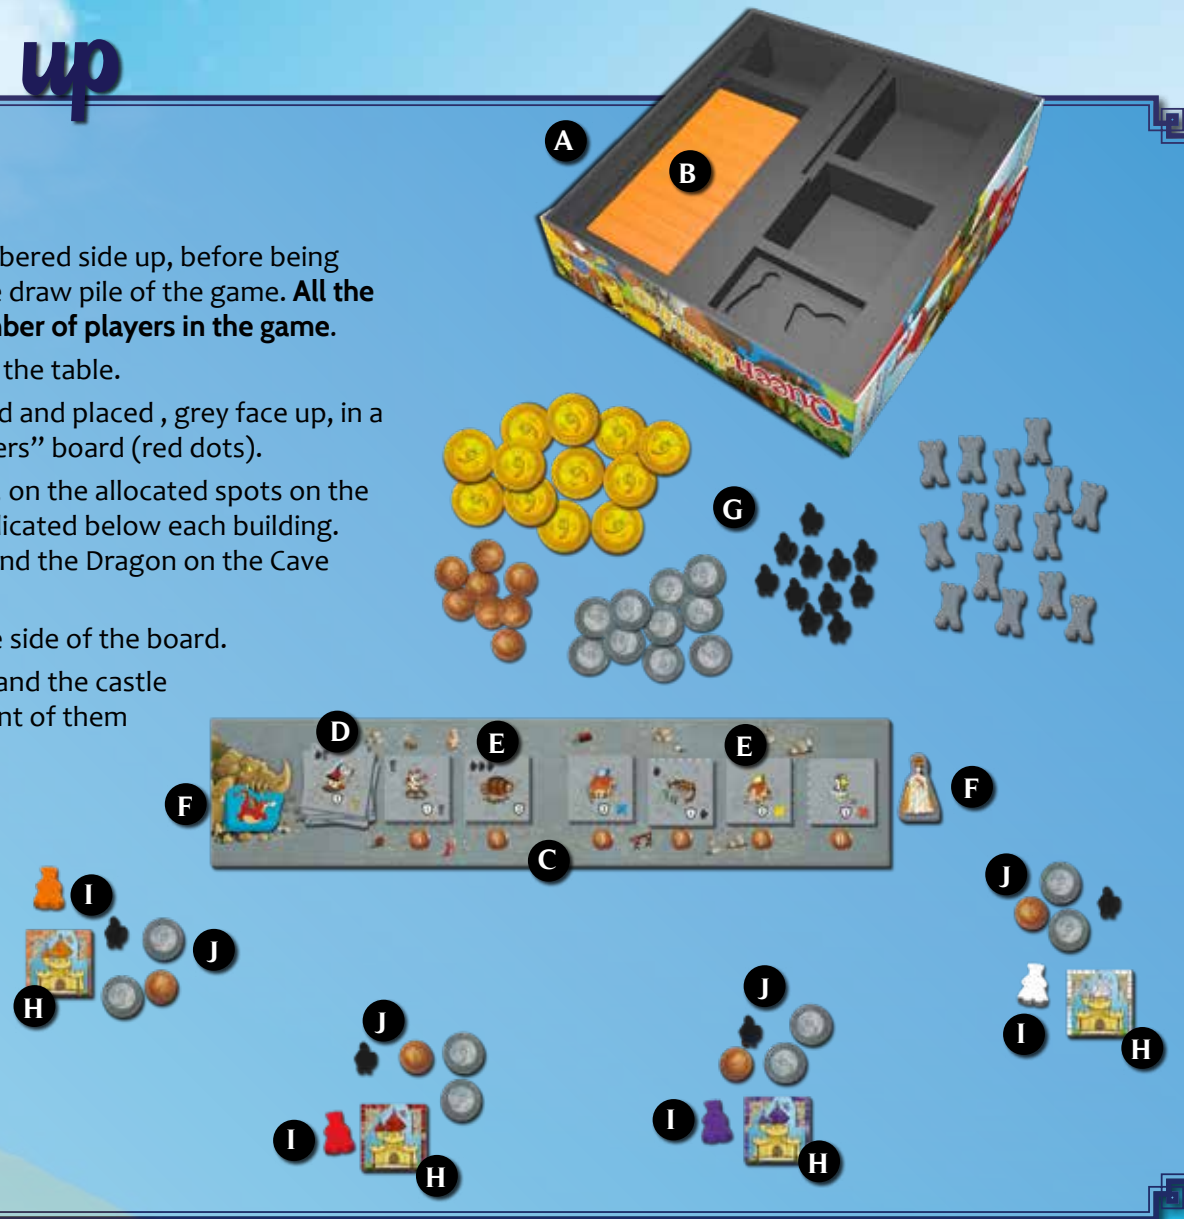 up
A
B
bered side up, before being
e draw pile of the game. All the
nber of players in the game.
the table.
d and placed , grey face up, in a
ers” board (red dots).
on the allocated spots on the
dicated below each building.
nd the Dragon on the Cave
e side of the board.
and the castle
nt of them
Queendomino
G
D
E
E
F
F
C
I
J
H
J
I
H
J
I
H
J
I
H